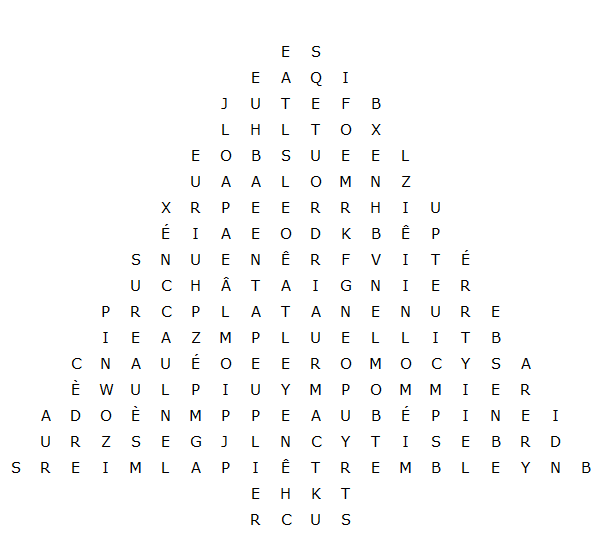 E S
E A Q I
J U T E F B
L H L T O X
E O B S U E E L
U A A L O M N Z
X R P E E R R H I U
É I A E O D K B Ê P
S N U E N Ê R F V I T É
U C H Â T A I G N I E R
P R C P L A T A N E N U R E
I E A Z M P L U E L L I T B
C N A U É O E E R O M O C Y S A
È W U L P I U Y M P O M M I E R
A D O È N M P P E A U B É P I N E I
U R Z S E G J L N C Y T I S E B R D
S R E I M L A P I Ê T R E M B L E Y N B
E H K T
R C U S